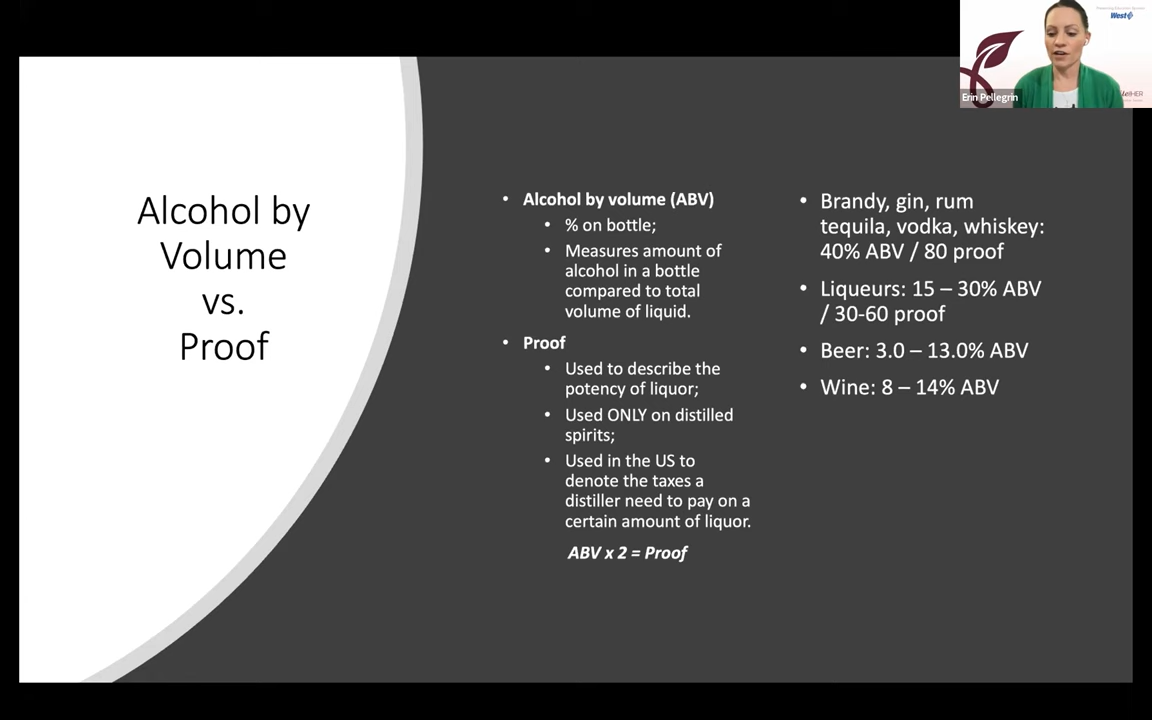 West
Erin Pellegrin
Alcohol by
Volume
vs.
Proof
• Alcohol by volume (ABV)
• % on bottle;
• Measures amount of
alcohol in a bottle
compared to total
volume of liquid.
• Proof
• Used to describe the
potency of liquor;
• Used ONLY on distilled
spirits;
• Used in the US to
denote the taxes a
distiller need to pay on a
certain amount of liquor.
ABV x 2 = Proof
• Brandy, gin, rum
tequila, vodka, whiskey:
40% ABV / 80 proof
• Liqueurs: 15 – 30% ABV
/ 30-60 proof
• Beer: 3.0 – 13.0% ABV
• Wine: 8 – 14% ABV